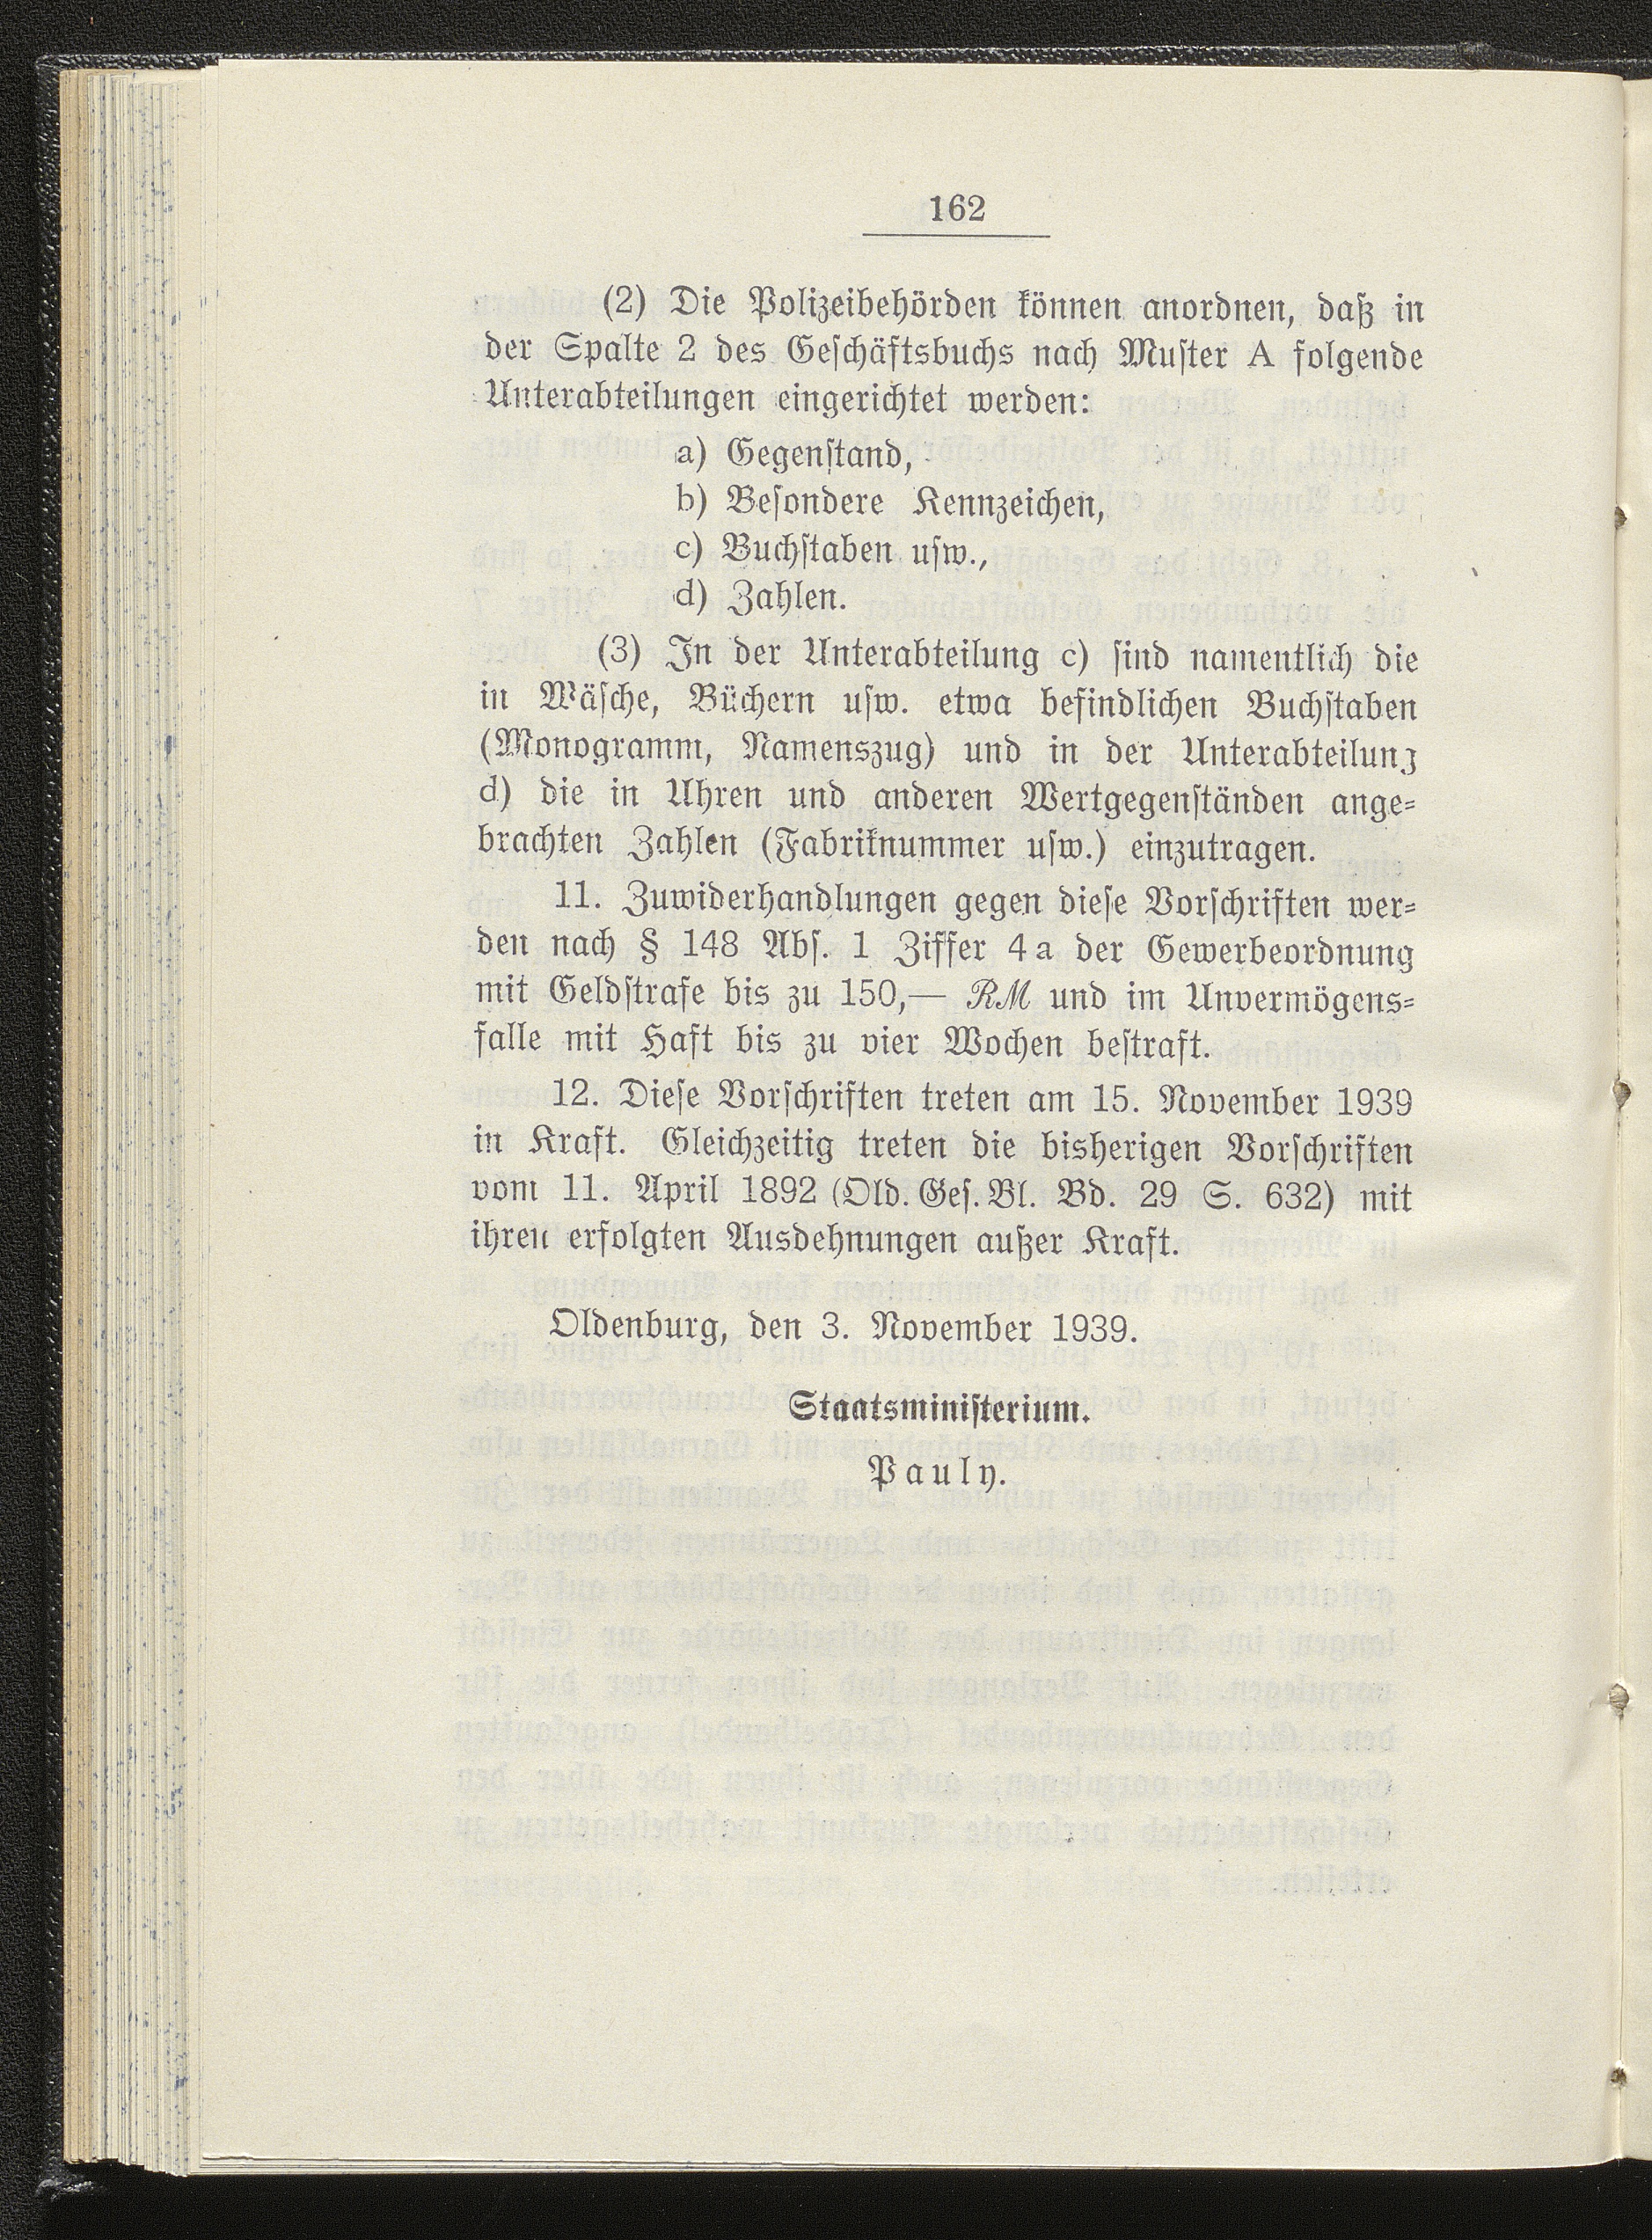 162
(2) Die Polizeibehörden können anordnen, daß in
der Spalte 2 des Geschäftsbuchs nach Muster A folgende
Unterabteilungen eingerichtet werden:
a) Gegenstand,
b) Besondere Kennzeichen,
c) Buchstaben usw.,
d) Zahlen.
(3) In der Unterabteilung c) sind namentlich die
in Wäsche, Büchern usw. etwa befindlichen Buchstaben
(Monogramm, Namenszug) und in der Unterabteilung
d) die in Uhren und anderen Wertgegenständen ange-
brachten Zahlen (Fabriknummer usw.) einzutragen.
11. Zuwiderhandlungen gegen diese Vorschriften wer-
den nach § 148 Abs. 1 Ziffer 4a der Gewerbeordnung
mit Geldstrafe bis zu 150,— RM und im Unvermögens-
falle mit Haft bis zu vier Wochen bestraft.
12. Diese Vorschriften treten am 15. November 1939
in Kraft. Gleichzeitig treten die bisherigen Vorschriften
vom 11. April 1892 (Old. Ges. Bl. Bd. 29 S. 632) mit
ihren erfolgten Ausdehnungen außer Kraft.
Oldenburg, den 3. November 1939.
Staatsministerium.
Pauly.